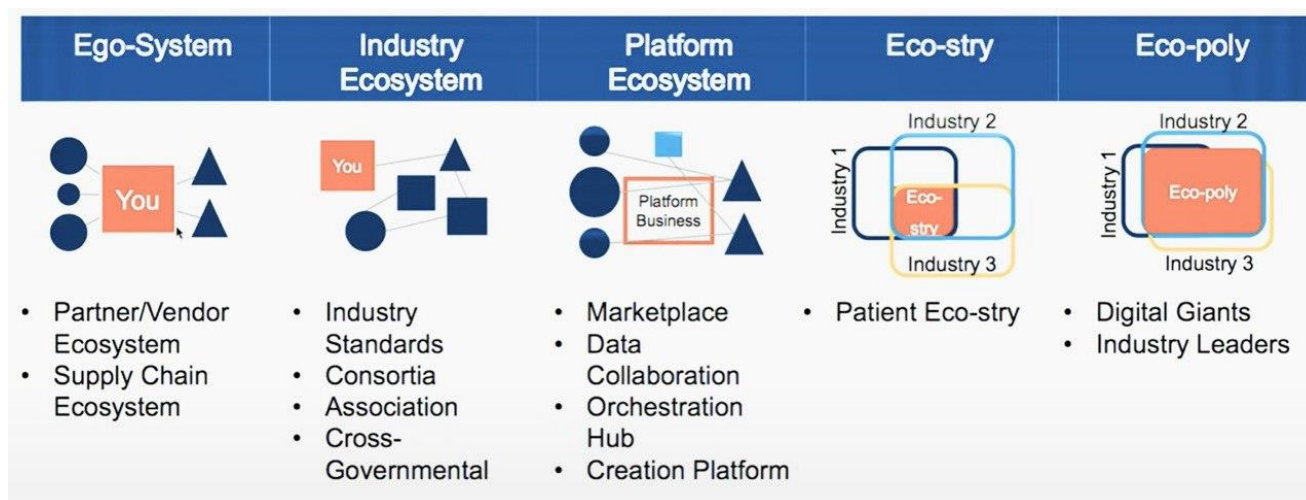 Ego-System
Industry
Ecosystem
Platform
Ecosystem
Eco-stry
Eco-poly
You
You
Platform
Business
Industry 1
Industry 2
Eco-
stry
Industry 3
Industry 1
Industry 2
Eco-poly
Industry 3
• Partner/Vendor
Ecosystem
• Supply Chain
Ecosystem
• Industry
Standards
• Consortia
• Association
• Cross-
Governmental
• Marketplace
• Data
Collaboration
• Orchestration
Hub
• Creation Platform
• Patient Eco-stry
• Digital Giants
• Industry Leaders